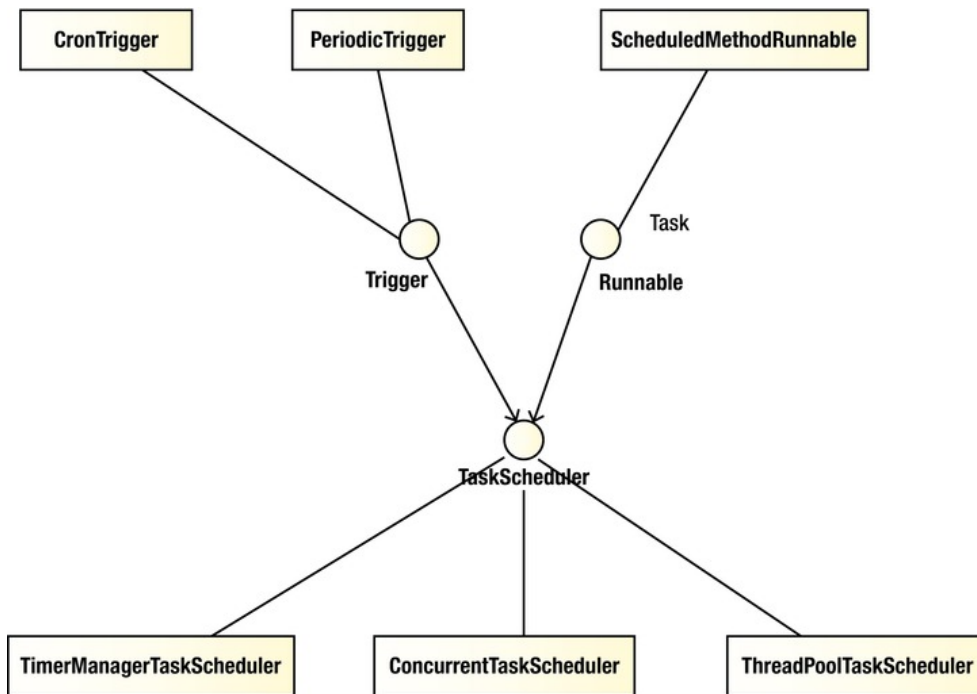 CronTrigger
PeriodicTrigger
ScheduledMethodRunnable
Task
Trigger
Runnable
TaskScheduler
TimerManagerTaskScheduler
ConcurrentTaskScheduler
ThreadPoolTaskScheduler